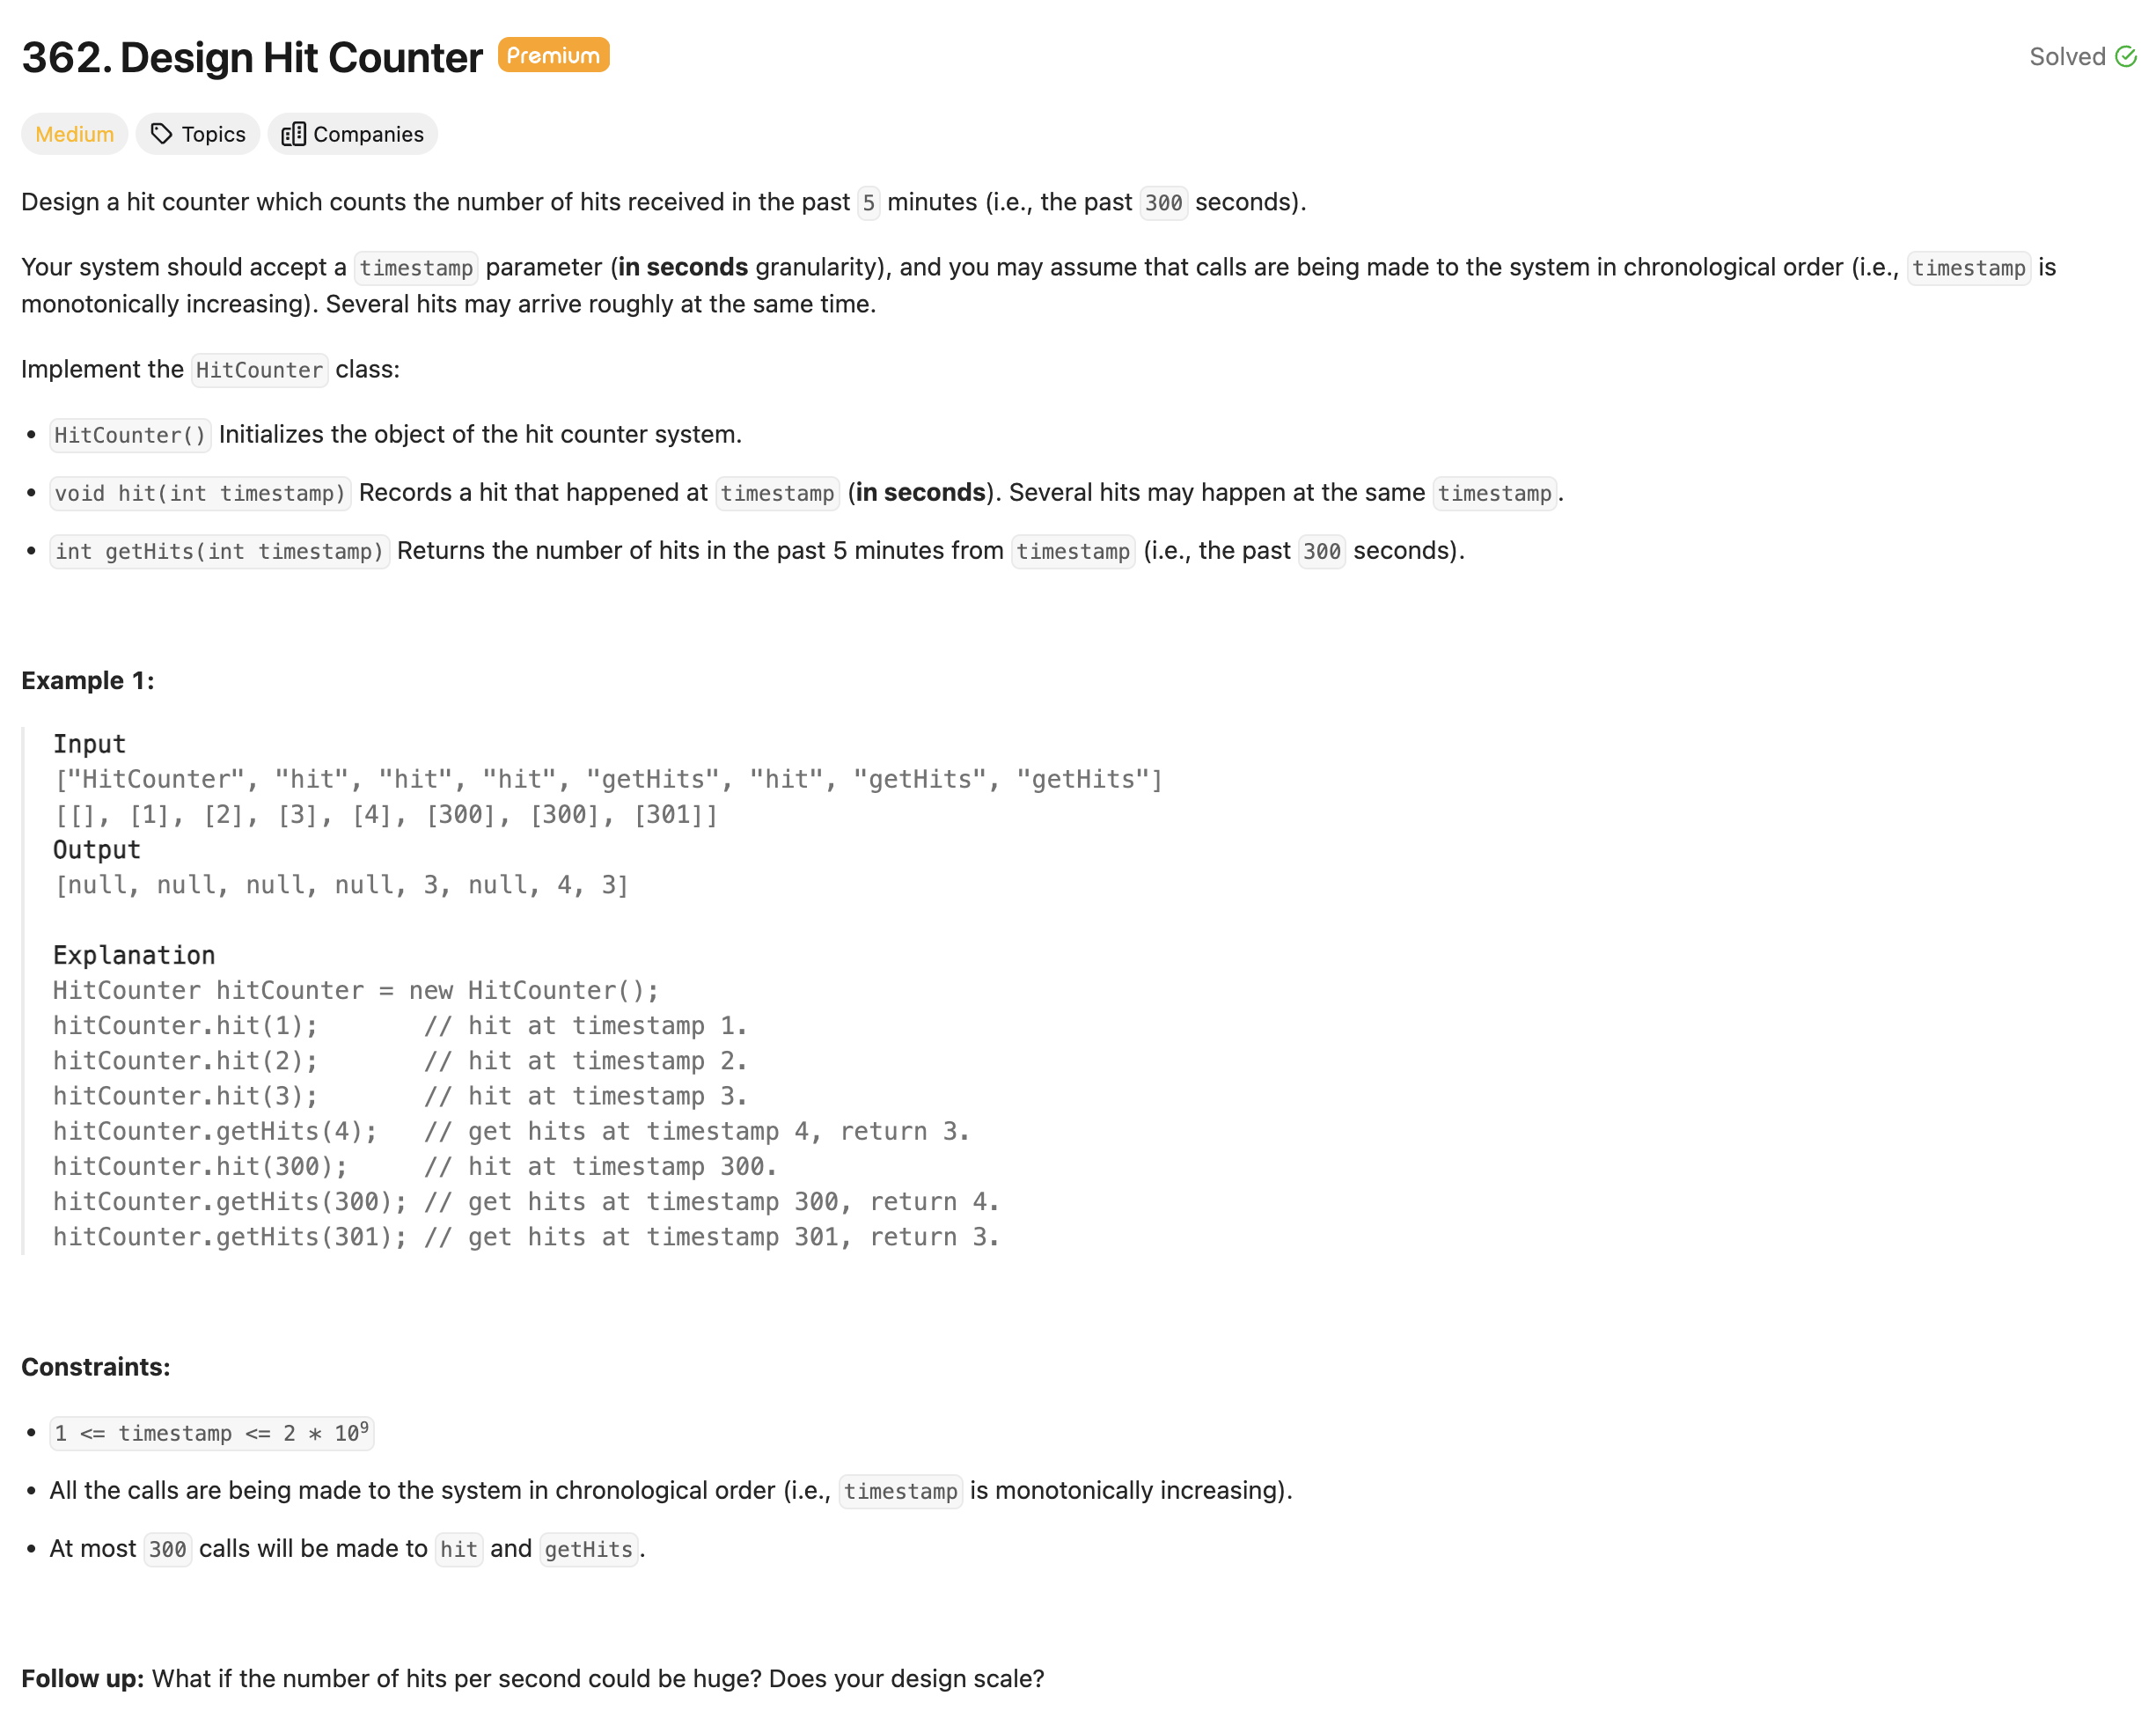 362. Design Hit Counter Premium Solved
Medium Topics Companies
Design a hit counter which counts the number of hits received in the past 5 minutes (i.e., the past 300 seconds).
Your system should accept a timestamp parameter (in seconds granularity), and you may assume that calls are being made to the system in chronological order (i.e., timestamp is
monotonically increasing). Several hits may arrive roughly at the same time.
Implement the HitCounter class:
• HitCounter() Initializes the object of the hit counter system.
• void hit(int timestamp) Records a hit that happened at timestamp (in seconds). Several hits may happen at the same timestamp.
• int getHits(int timestamp) Returns the number of hits in the past 5 minutes from timestamp (i.e., the past 300 seconds).
Example 1:
Input
["HitCounter", "hit", "hit", "hit", "getHits", "hit", "getHits", "getHits"]
[[], [1], [2], [3], [4], [300], [300], [301]]
Output
[null, null, null, null, 3, null, 4, 3]
Explanation
HitCounter hitCounter = new HitCounter();
hitCounter.hit(1);       // hit at timestamp 1.
hitCounter.hit(2);       // hit at timestamp 2.
hitCounter.hit(3);       // hit at timestamp 3.
hitCounter.getHits(4);   // get hits at timestamp 4, return 3.
hitCounter.hit(300);     // hit at timestamp 300.
hitCounter.getHits(300); // get hits at timestamp 300, return 4.
hitCounter.getHits(301); // get hits at timestamp 301, return 3.
Constraints:
• 1 <= timestamp <= 2 * 10⁹
• All the calls are being made to the system in chronological order (i.e., timestamp is monotonically increasing).
• At most 300 calls will be made to hit and getHits.
Follow up: What if the number of hits per second could be huge? Does your design scale?